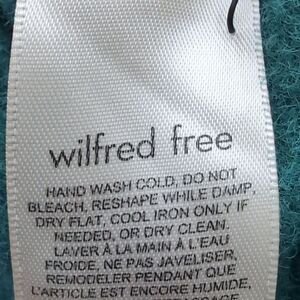 wilfred free
HAND WASH COLD, DO NOT
BLEACH, RESHAPE WHILE DAMP,
DRY FLAT, COOL IRON ONLY IF
NEEDED, OR DRY CLEAN.
LAVER À LA MAIN À L'EAU
FROIDE, NE PAS JAVELISER,
REMODELER PENDANT QUE
L'ARTICLE EST ENCORE HUMIDE,